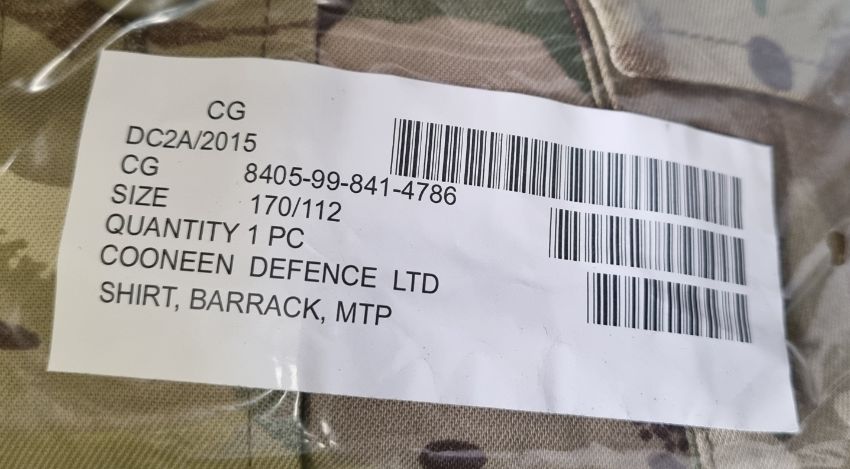 CG
DC2A/2015
CG 8405-99-841-4786
SIZE 170/112
QUANTITY 1 PC
COONEEN DEFENCE LTD
SHIRT, BARRACK, MTP